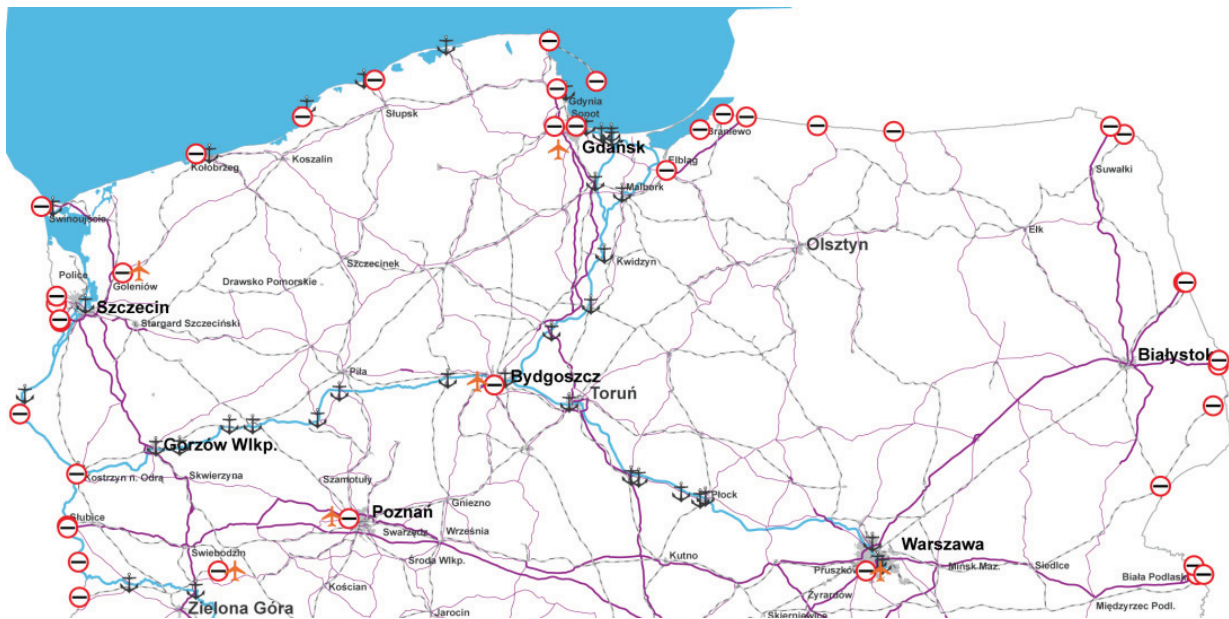 Gdynia
Sopot
Słupsk
Gdańsk
Braniewo
Koszalin
Kołobrzeg
Elbląg
Malbork
Suwałki
Świnoujście
Ełk
Olsztyn
Kwidzyn
Szczecinek
Police
Goleniów
Drawsko Pomorskie
Szczecin
Stargard Szczeciński
Białystok
Piła
Bydgoszcz
Toruń
Gorzów Wlkp.
Kostrzyn n. Odrą
Skwierzyna
Szamotuły
Gniezno
Płock
Słubice
Poznań
Swarzędz
Września
Warszawa
Świebodzin
Środa Wlkp.
Kutno
Pruszków
Mińsk Maz.
Siedlce
Biała Podlask
Kościan
Żyrardów
Zielona Góra
Jarocin
Skierniewice
Międzyrzec Podl.